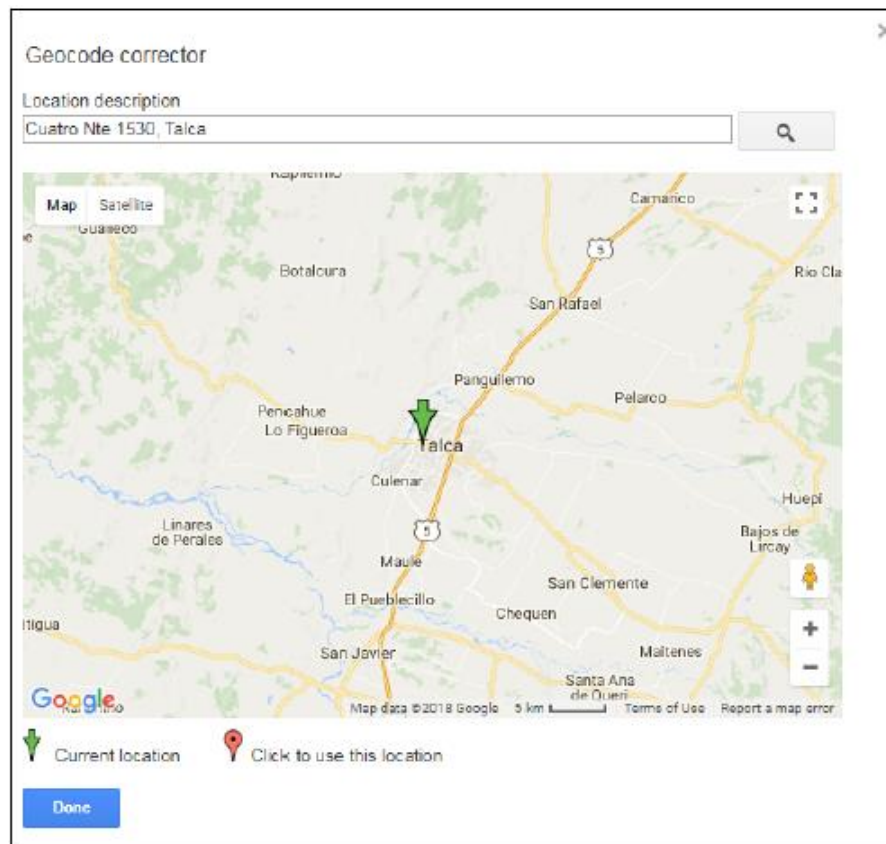 Geocode corrector
Location description
Cuatro Nte 1530, Talca
Map Satellite
Gualleco
Camarico
5
Botalcura
Rio Cla
San Rafael
Panguilemo
Pelarco
Pencahue
Lo Figueroa
Talca
Culenar
Huepi
Linares
de Perales
5
Bajos de
Lircay
Maule
San Clemente
El Pueblecillo
Chequen
itigua
+
San Javier
Maitenes
−
Santa Ana
de Queri
Google
Map data ©2018 Google 5 km Terms of Use Report a map error
Current location Click to use this location
Done